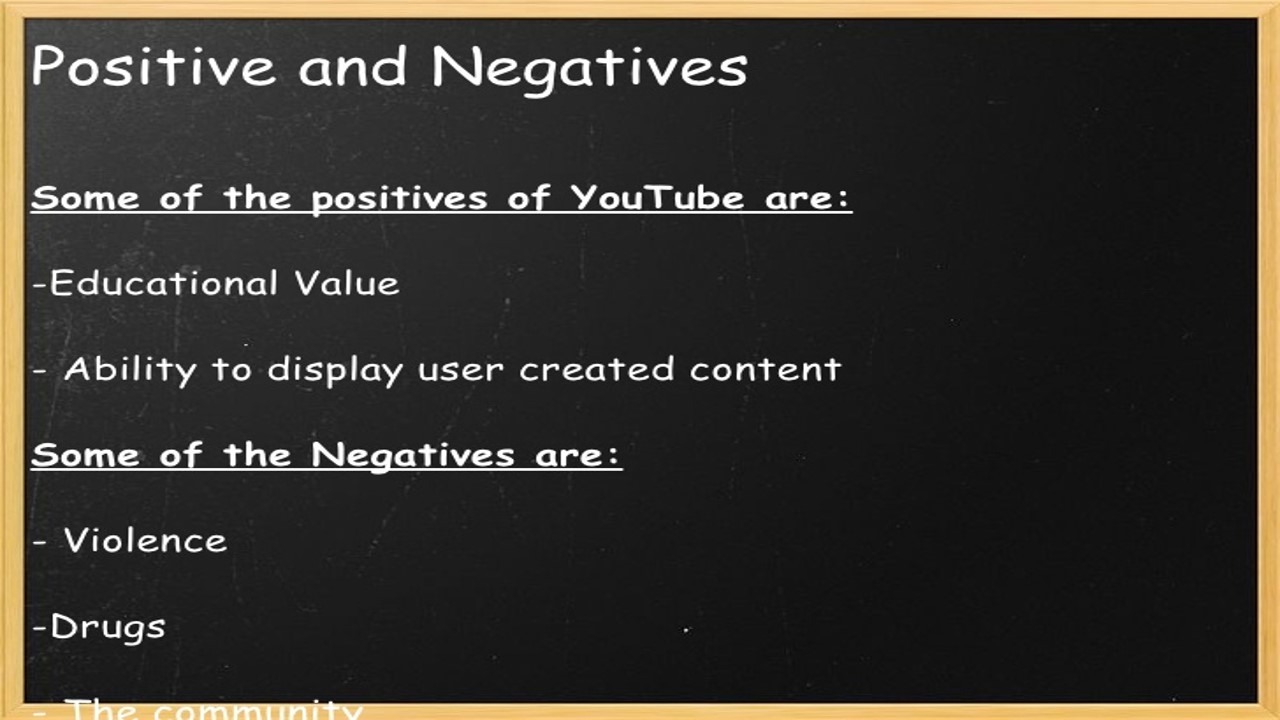 Positive and Negatives
Some of the positives of YouTube are:
-Educational Value
- Ability to display user created content
Some of the Negatives are:
- Violence
-Drugs
- The community